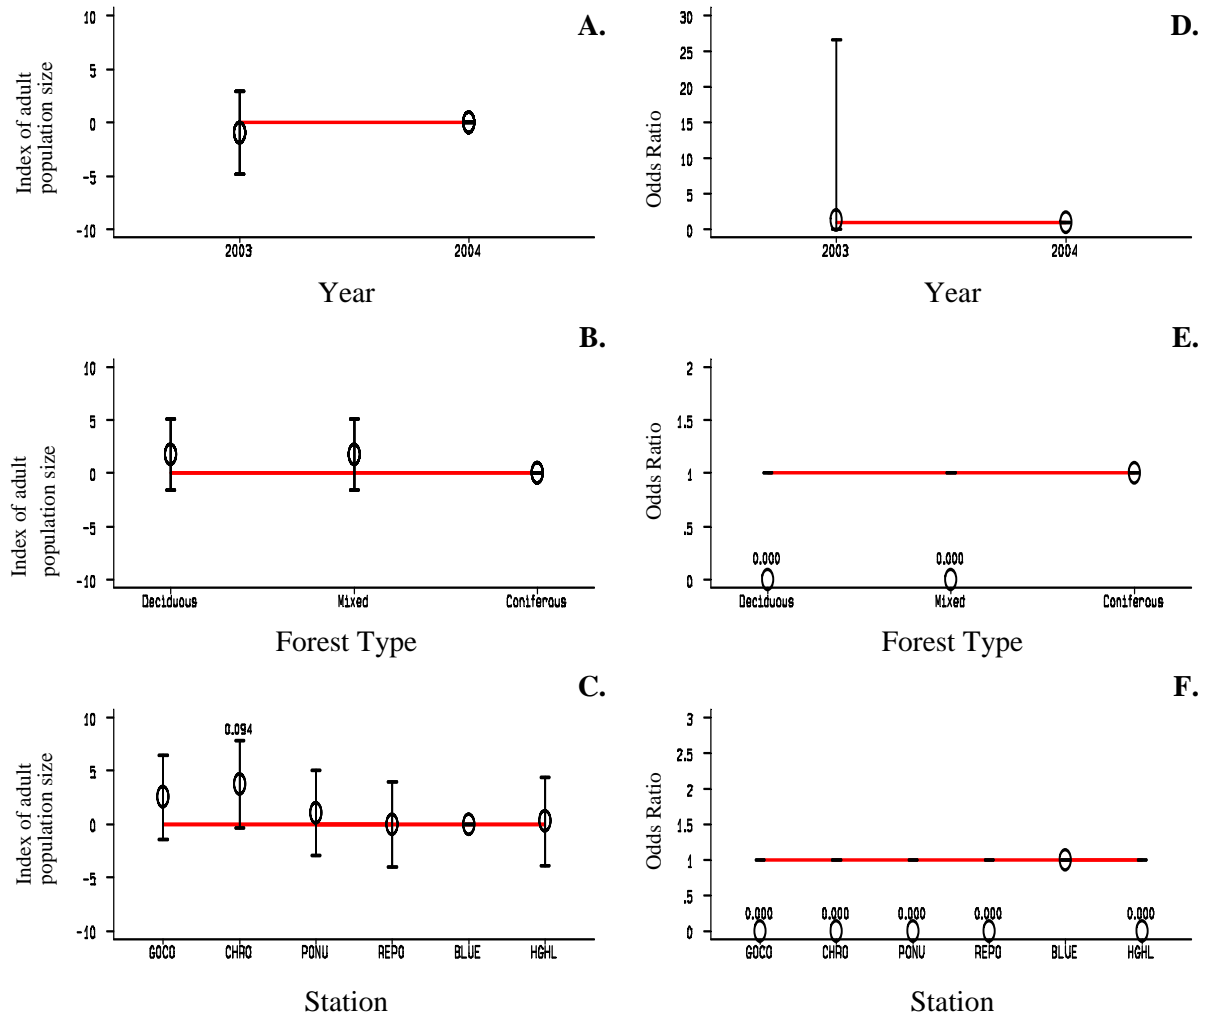 A.
10
5
0
-5
-10
Index of adult
population size
2003
2004
Year
D.
30
25
20
15
10
5
0
Odds Ratio
2003
2004
Year
B.
10
5
0
-5
-10
Index of adult
population size
Deciduous
Mixed
Coniferous
Forest Type
E.
2
1.5
1
.5
0
Odds Ratio
0.000
0.000
Deciduous
Mixed
Coniferous
Forest Type
C.
10
5
0
-5
-10
Index of adult
population size
0.094
GOCO
CHRO
PONV
REPO
BLUE
HGHL
Station
F.
3
2.5
2
1.5
1
.5
0
Odds Ratio
0.000
0.000
0.000
0.000
0.000
GOCO
CHRO
PONV
REPO
BLUE
HGHL
Station